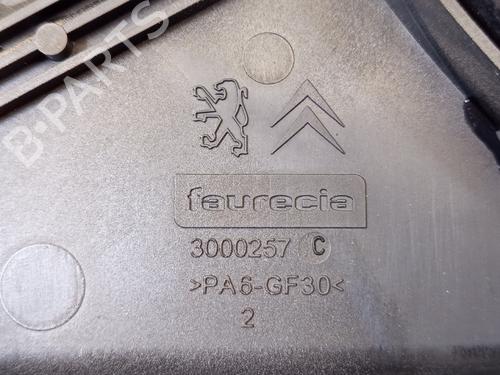 B-PARTS
faurecia
3000257 C
>PA6-GF30<
2